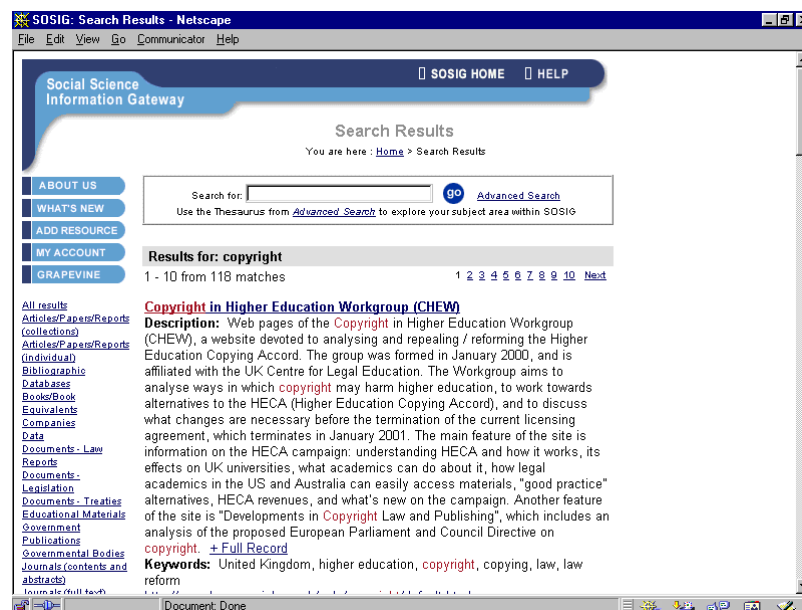 SOSIG: Search Results - Netscape
File Edit View Go Communicator Help
SOSIG HOME HELP
Social Science
Information Gateway
Search Results
You are here : Home > Search Results
ABOUT US
WHAT'S NEW
ADD RESOURCE
MY ACCOUNT
GRAPEVINE
Search for: go Advanced Search
Use the Thesaurus from Advanced Search to explore your subject area within SOSIG
Results for: copyright
1 - 10 from 118 matches 1 2 3 4 5 6 7 8 9 10 Next
All results
Articles/Papers/Reports
(collections)
Articles/Papers/Reports
(individual)
Bibliographic
Databases
Books/Book
Equivalents
Companies
Data
Documents - Law
Reports
Documents -
Legislation
Documents - Treaties
Educational Materials
Government
Publications
Governmental Bodies
Journals (contents and
abstracts)
Journals (full text)
Copyright in Higher Education Workgroup (CHEW)
Description: Web pages of the Copyright in Higher Education Workgroup
(CHEW), a website devoted to analysing and repealing / reforming the Higher
Education Copying Accord. The group was formed in January 2000, and is
affiliated with the UK Centre for Legal Education. The Workgroup aims to
analyse ways in which copyright may harm higher education, to work towards
alternatives to the HECA (Higher Education Copying Accord), and to discuss
what changes are necessary before the termination of the current licensing
agreement, which terminates in January 2001. The main feature of the site is
information on the HECA campaign: understanding HECA and how it works, its
effects on UK universities, what academics can do about it, how legal
academics in the US and Australia can easily access materials, "good practice"
alternatives, HECA revenues, and what's new on the campaign. Another feature
of the site is "Developments in Copyright Law and Publishing", which includes an
analysis of the proposed European Parliament and Council Directive on
copyright. + Full Record
Keywords: United Kingdom, higher education, copyright, copying, law, law
reform
Document: Done